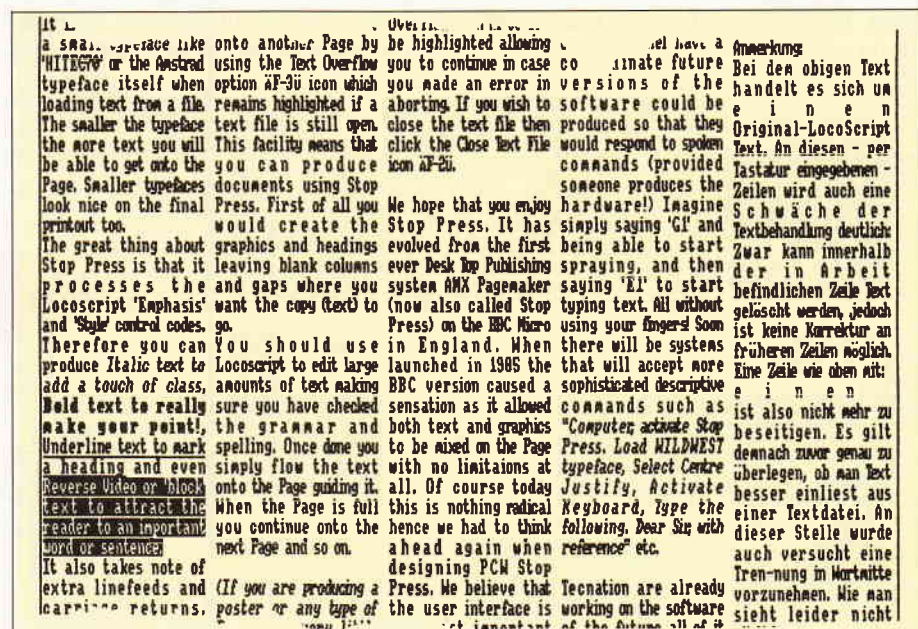 It
a small typeface like
'HITEC70' or the Amstrad
typeface itself when
loading text from a file.
The smaller the typeface
the more text you will
be able to get onto the
Page. Smaller typefaces
look nice on the final
printout too.
The great thing about
Stop Press is that it
processes the
Locoscript 'Emphasis'
and 'Style' control codes.
Therefore you can
produce Italic text to
add a touch of class,
Bold text to really
make your point!,
Underline text to mark
a heading and even
Reverse Video or block
text to attract the
reader to an important
word or sentence.
It also takes note of
extra linefeeds and
carriage returns.
onto another Page by
using the Text Overflow
option äF-3ü icon which
remains highlighted if a
text file is still open.
This facility means that
you can produce
documents using Stop
Press. First of all you
would create the
graphics and headings
leaving blank columns
and gaps where you
want the copy (text) to
go.
You should use
Locoscript to edit large
amounts of text making
sure you have checked
the grammar and
spelling. Once done you
simply flow the text
onto the Page guiding it.
When the Page is full
you continue onto the
next Page and so on.
(If you are producing a
poster or any type of
be highlighted allowing
you to continue in case
you made an error in
aborting. If you wish to
close the text file then
click the Close Text File
icon äF-2ü.
We hope that you enjoy
Stop Press. It has
evolved from the first
ever Desk Top Publishing
system AMX Pagemaker
(now also called Stop
Press) on the BBC Micro
in England. When
launched in 1985 the
BBC version caused a
sensation as it allowed
both text and graphics
to be mixed on the Page
with no limitaions at
all. Of course today
this is nothing radical
hence we had to think
ahead again when
designing PCW Stop
Press. We believe that
the user interface is
have a
future
versions of the
software could be
produced so that they
would respond to spoken
commands (provided
someone produces the
hardware!) Imagine
simply saying 'G1' and
being able to start
spraying, and then
saying 'E1' to start
typing text. All without
using your fingers! Soon
there will be systems
that will accept more
sophisticated descriptive
commands such as
"Computer, activate Stop
Press. Load WILDWEST
typeface, Select Centre
Justify, Activate
Keyboard, Type the
following. Dear Sir, with
reference" etc.
Tecnation are already
working on the software
of the future all of it
Anmerkung:
Bei dem obigen Text
handelt es sich um
e i n e n
Original-LocoScript
Text. An diesen - per
Tastatur eingegebenen -
Zeilen wird auch eine
Schwäche der
Textbehandlung deutlich:
Zwar kann innerhalb
der in Arbeit
befindlichen Zeile Text
gelöscht werden, jedoch
ist keine Korrektur an
früheren Zeilen möglich.
Eine Zeile wie oben mit:
e i n e n
ist also nicht mehr zu
beseitigen. Es gilt
demnach zuvor genau zu
überlegen, ob man Text
besser einliest aus
einer Textdatei. An
dieser Stelle wurde
auch versucht eine
Tren-nung in Wortmitte
vorzunehmen. Wie man
sieht leider nicht